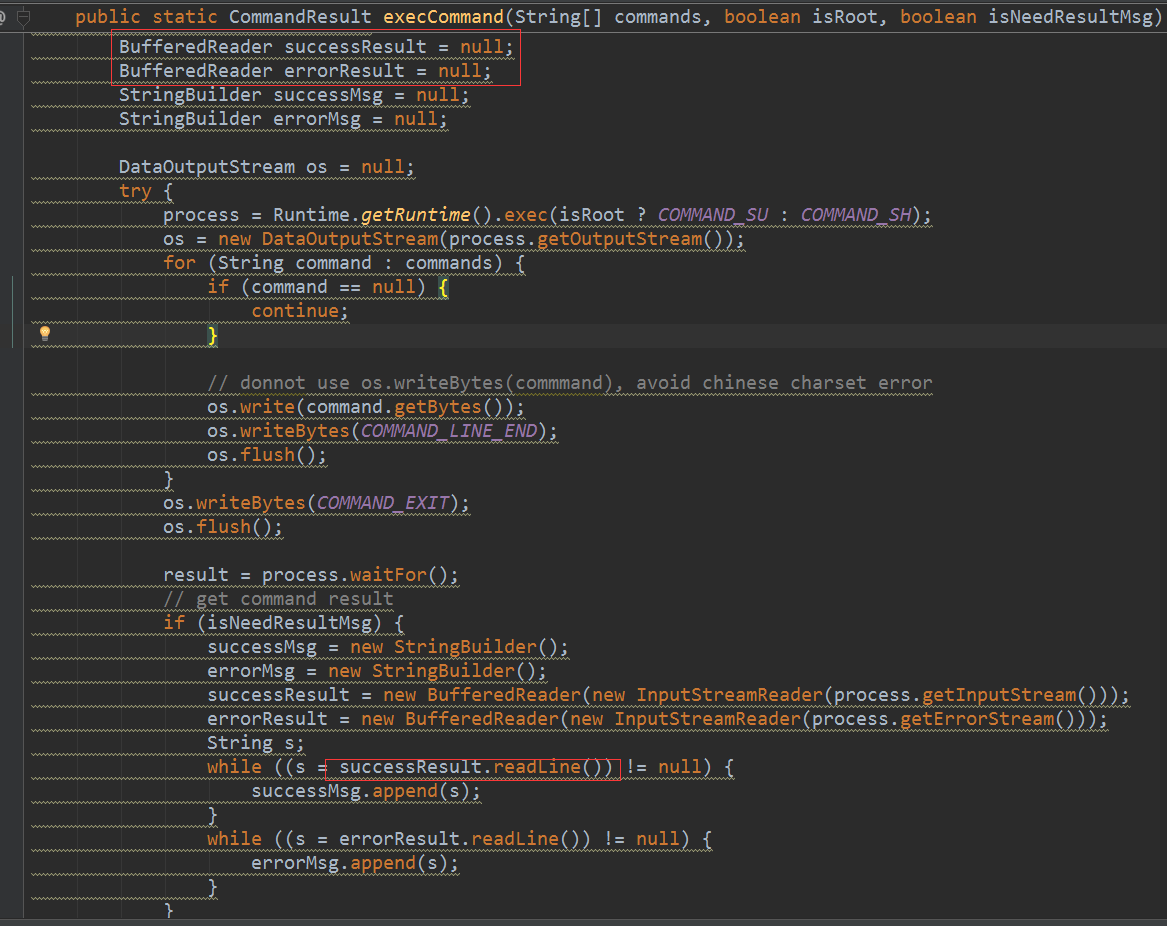 public static CommandResult execCommand(String[] commands, boolean isRoot, boolean isNeedResultMsg)
BufferedReader successResult = null;
BufferedReader errorResult = null;
StringBuilder successMsg = null;
StringBuilder errorMsg = null;
DataOutputStream os = null;
try {
process = Runtime.getRuntime().exec(isRoot ? COMMAND_SU : COMMAND_SH);
os = new DataOutputStream(process.getOutputStream());
for (String command : commands) {
if (command == null) {
continue;
}
// donnot use os.writeBytes(commmand), avoid chinese charset error
os.write(command.getBytes());
os.writeBytes(COMMAND_LINE_END);
os.flush();
}
os.writeBytes(COMMAND_EXIT);
os.flush();
result = process.waitFor();
// get command result
if (isNeedResultMsg) {
successMsg = new StringBuilder();
errorMsg = new StringBuilder();
successResult = new BufferedReader(new InputStreamReader(process.getInputStream()));
errorResult = new BufferedReader(new InputStreamReader(process.getErrorStream()));
String s;
while ((s = successResult.readLine()) != null) {
successMsg.append(s);
}
while ((s = errorResult.readLine()) != null) {
errorMsg.append(s);
}
}